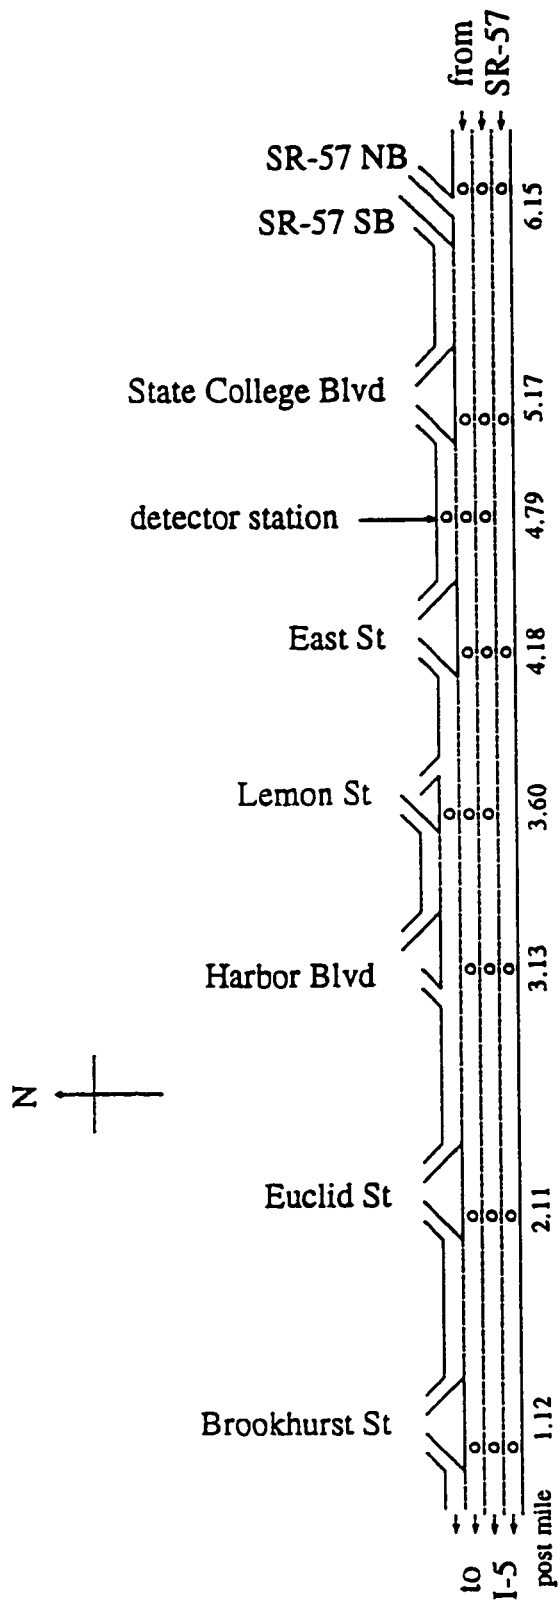 from
SR-57
SR-57 NB
SR-57 SB
6.15
State College Blvd
5.17
detector station
4.79
East St
4.18
Lemon St
3.60
Harbor Blvd
3.13
N
Euclid St
2.11
Brookhurst St
1.12
to
I-5
post mile